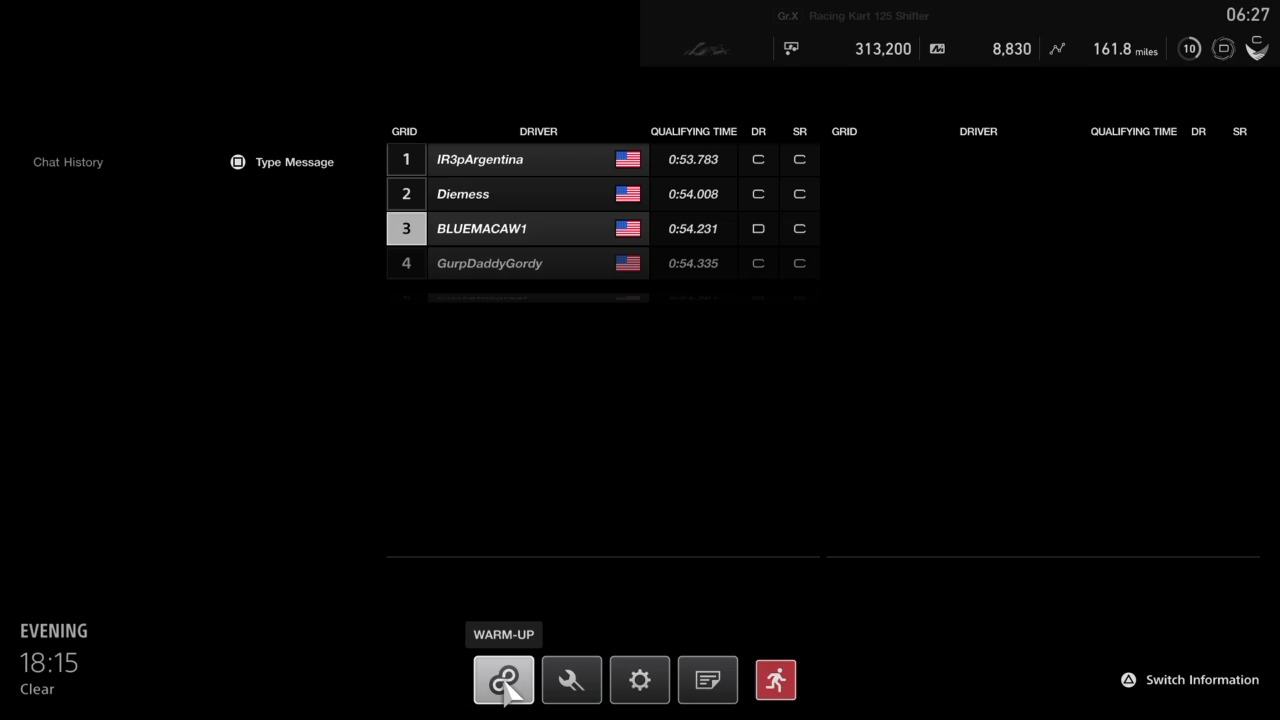 Gr.X Racing Kart 125 Shifter
06:27
313,200 8,830 161.8 miles 10 D C
GRID DRIVER QUALIFYING TIME DR SR GRID DRIVER QUALIFYING TIME DR SR
Chat History Type Message
1 IR3pArgentina 0:53.783 C C
2 Diemess 0:54.008 C C
3 BLUEMACAW1 0:54.231 D C
4 GurpDaddyGordy 0:54.335 C C
EVENING
18:15
Clear
WARM-UP
Switch Information